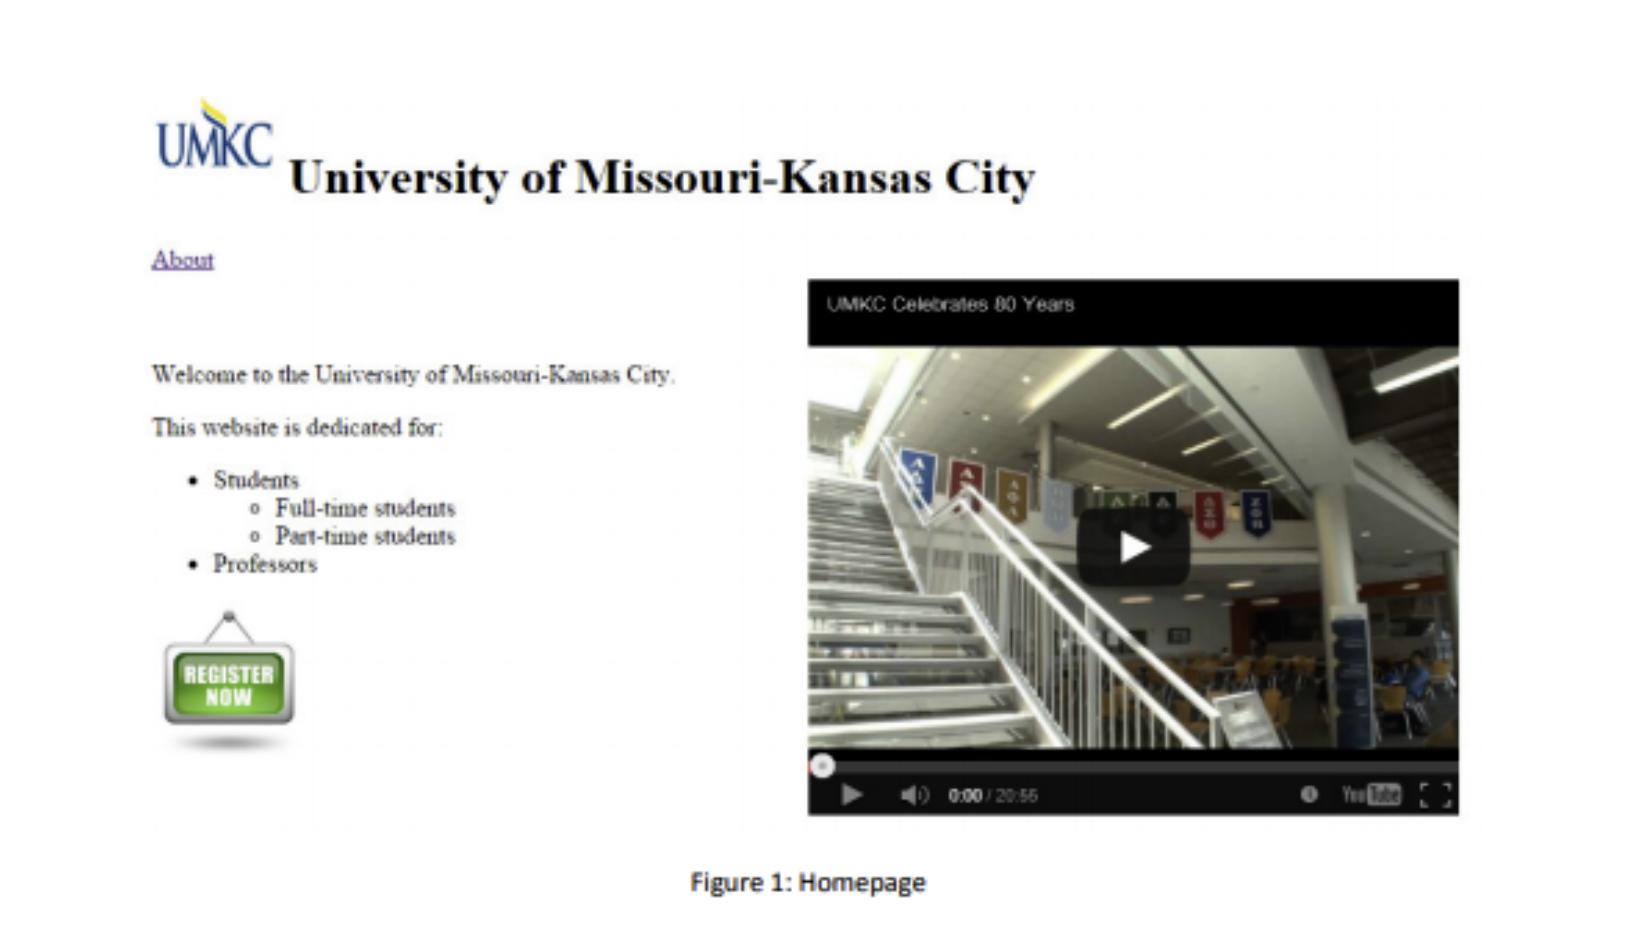 UMKC
University of Missouri-Kansas City
About
Welcome to the University of Missouri-Kansas City.
This website is dedicated for:
Students
Full-time students
Part-time students
Professors
REGISTER
NOW
UMKC Celebrates 80 Years
0:00 / 20:55
YouTube
Figure 1: Homepage